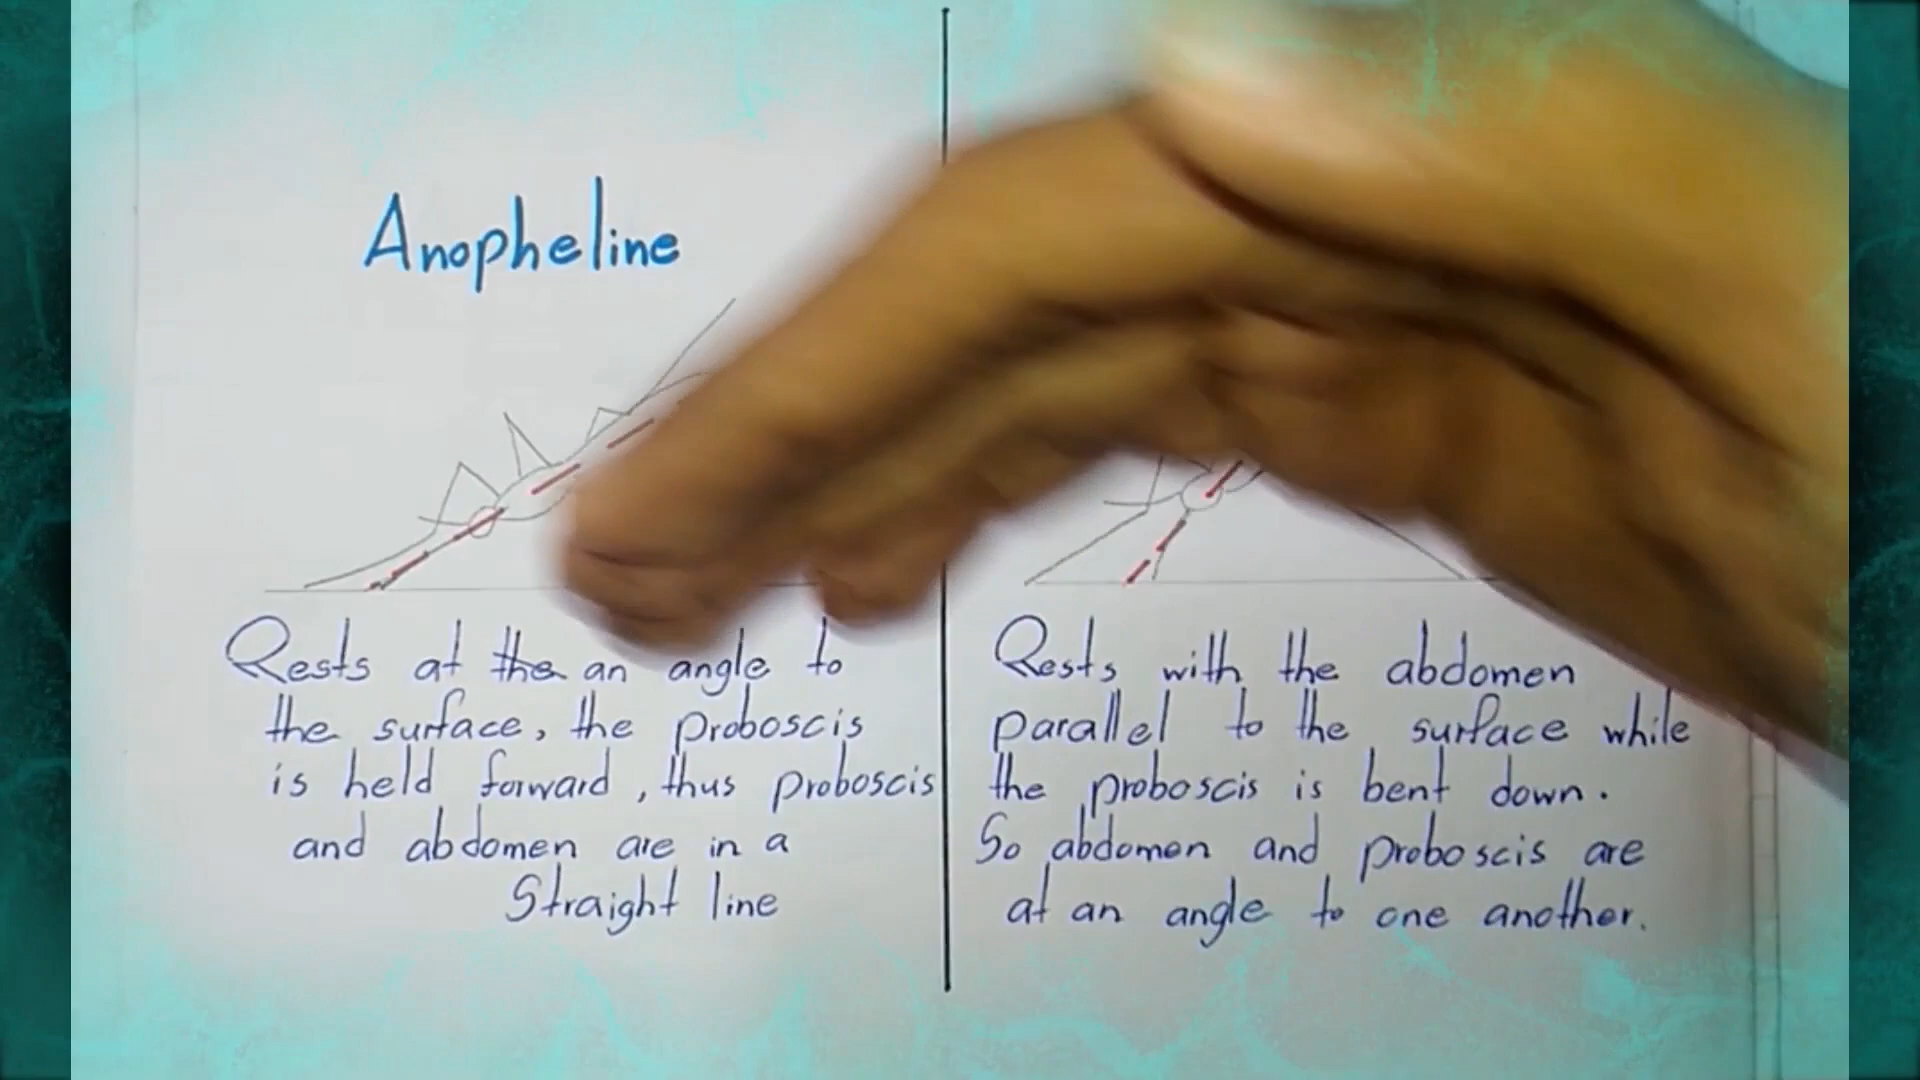 Anopheline
Rests at the an angle to
the surface, the proboscis
is held forward, thus proboscis
and abdomen are in a
Straight line
Rests with the abdomen
parallel to the surface while
the proboscis is bent down.
So abdomen and proboscis are
at an angle to one another.